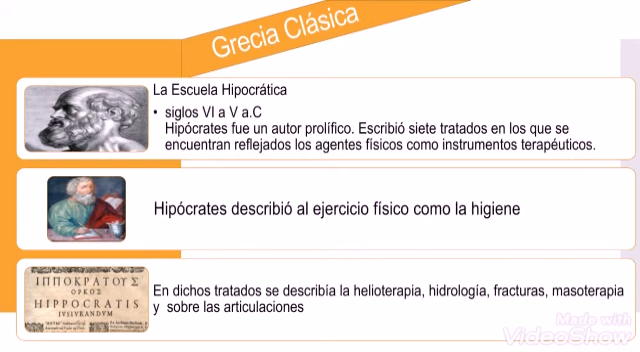 Grecia Clásica
La Escuela Hipocrática
• siglos VI a V a.C
Hipócrates fue un autor prolífico. Escribió siete tratados en los que se
encuentran reflejados los agentes físicos como instrumentos terapéuticos.
Hipócrates describió al ejercicio físico como la higiene
ΙΠΠΟΚΡΑΤΟΥΣ
ΟΡΚΟΣ
HIPPOCRATIS
IVSIVRANDVM
En dichos tratados se describía la helioterapia, hidrología, fracturas, masoterapia
y sobre las articulaciones
Made with
VideoShow